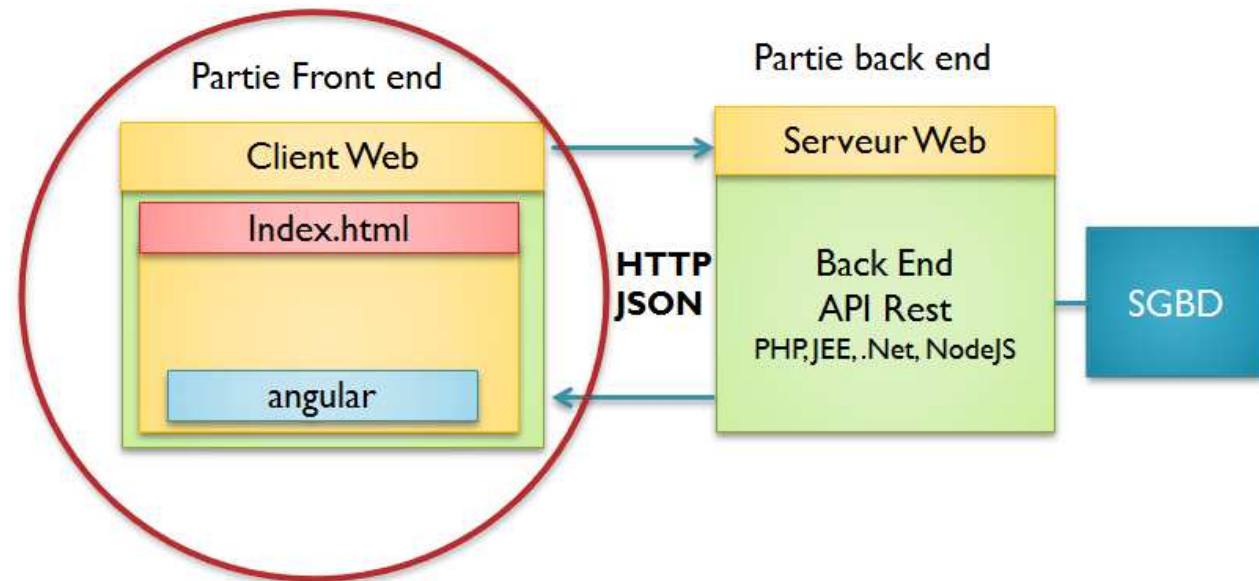 Partie Front end
Client Web
Index.html
angular
HTTP
JSON
Partie back end
Serveur Web
Back End
API Rest
PHP, JEE, .Net, NodeJS
SGBD